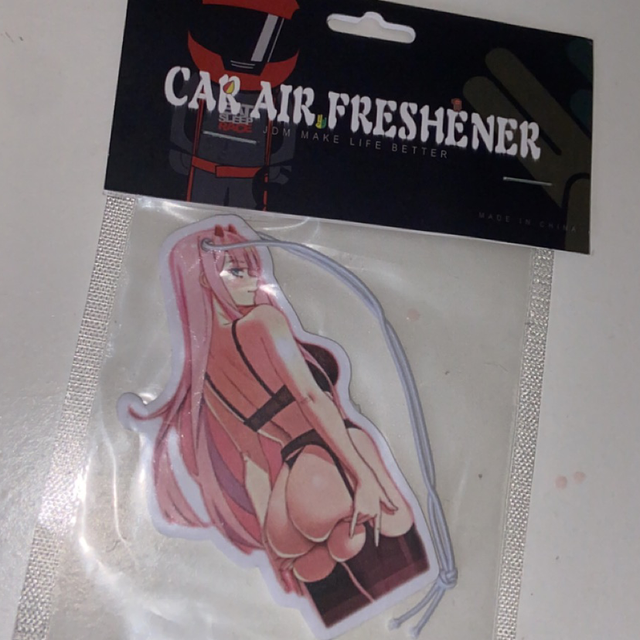 CAR AIR FRESHENER
JDM MAKE LIFE BETTER
MADE IN CHINA